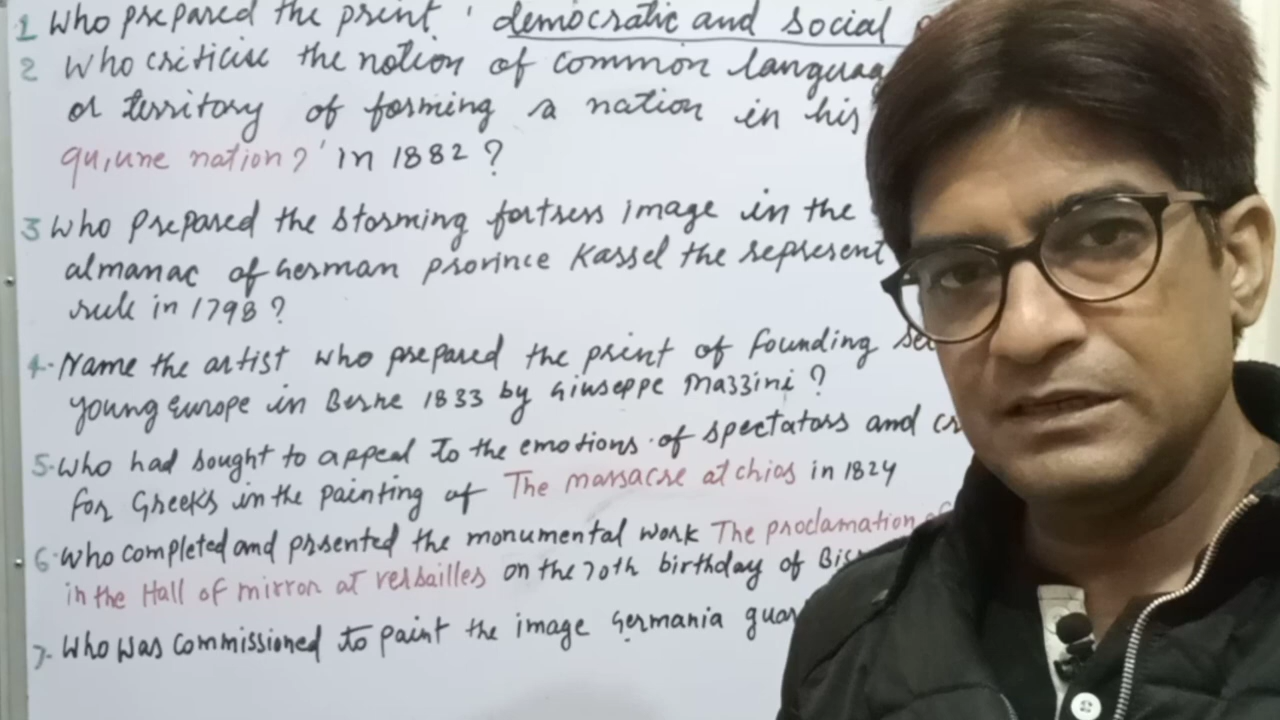 1 Who prepared the print ' democratic and social
2 Who criticise the notion of common languag
or territory of forming a nation in his
qu,une nation?' in 1882 ?
3 Who prepared the storming fortress image in the
almanac of German province Kassel the represent
rule in 1798 ?
4. Name the artist who prepared the print of founding
young Europe in Berne 1833 by Giuseppe Mazzini ?
5. Who had sought to appeal to the emotions of spectators and cr
for Greeks in the painting of The massacre at chios in 1824
6. Who completed and prsented the monumental work The proclamation of
in the Hall of mirror at versailles on the 70th birthday of Bis
7. Who was commissioned to paint the image Germania guar